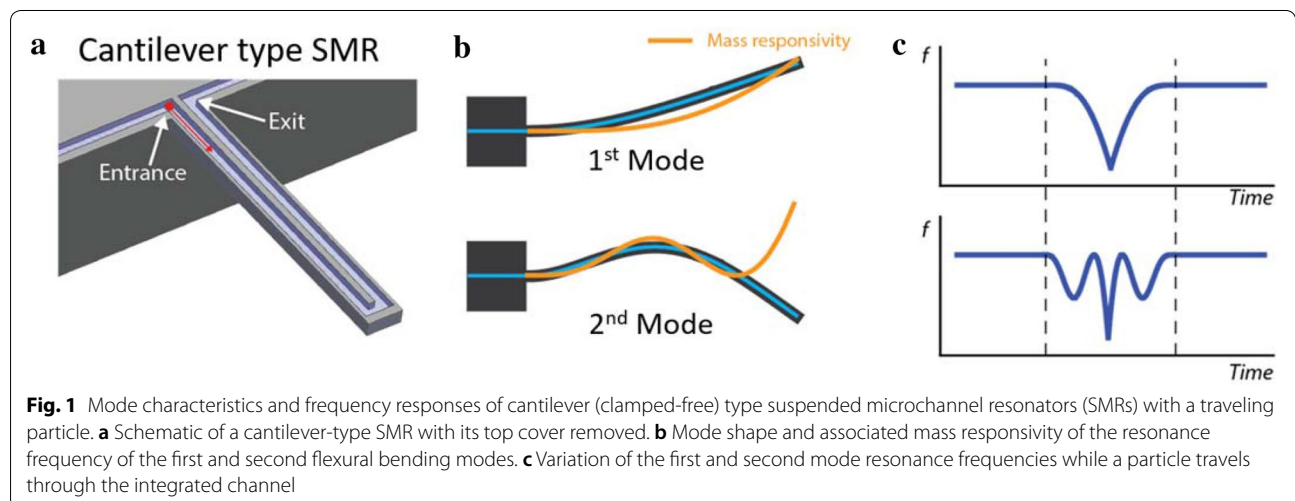 a
Cantilever type SMR
Entrance
Exit
b
Mass responsivity
1st Mode
2nd Mode
c
f
Time
f
Time
Fig. 1 Mode characteristics and frequency responses of cantilever (clamped-free) type suspended microchannel resonators (SMRs) with a traveling
particle. a Schematic of a cantilever-type SMR with its top cover removed. b Mode shape and associated mass responsivity of the resonance
frequency of the first and second flexural bending modes. c Variation of the first and second mode resonance frequencies while a particle travels
through the integrated channel